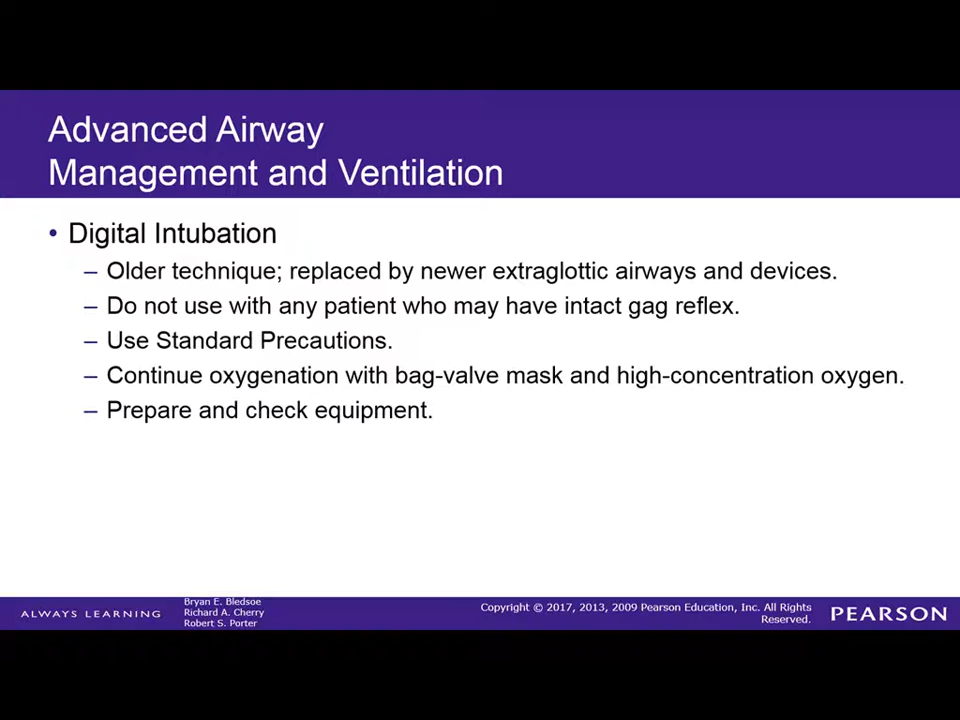 Advanced Airway
Management and Ventilation
• Digital Intubation
– Older technique; replaced by newer extraglottic airways and devices.
– Do not use with any patient who may have intact gag reflex.
– Use Standard Precautions.
– Continue oxygenation with bag-valve mask and high-concentration oxygen.
– Prepare and check equipment.
ALWAYS LEARNING
Bryan E. Bledsoe
Richard A. Cherry
Robert S. Porter
Copyright © 2017, 2013, 2009 Pearson Education, Inc. All Rights
Reserved.
PEARSON